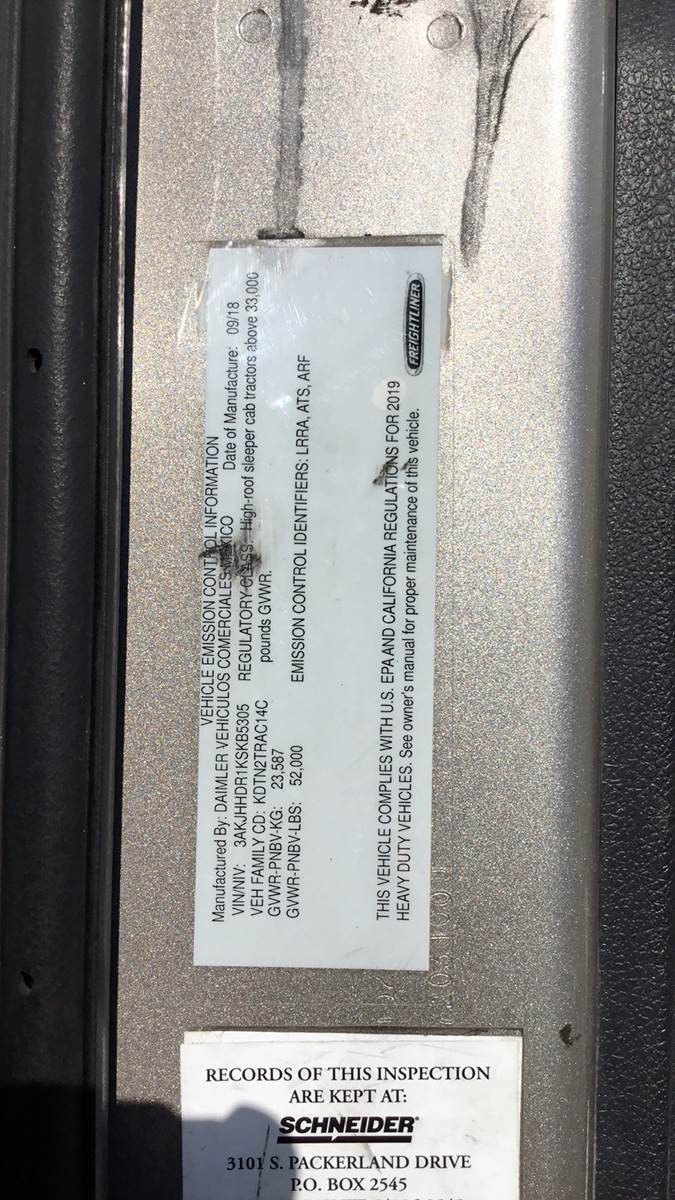 VEHICLE EMISSION CONTROL INFORMATION
Manufactured By: DAIMLER VEHICULOS COMERCIALES MEXICO Date of Manufacture: 09/18
VIN/NIV: 3AKJHHDR1KSKB5305 REGULATORY CLASS: High-roof sleeper cab tractors above 33,000
VEH FAMILY CD: KDTN2TRAC14C pounds GVWR.
GVWR-PNBV-KG: 23,587
GVWR-PNBV-LBS: 52,000 EMISSION CONTROL IDENTIFIERS: LRRA, ATS, ARF
THIS VEHICLE COMPLIES WITH U.S. EPA AND CALIFORNIA REGULATIONS FOR 2019
HEAVY DUTY VEHICLES. See owner's manual for proper maintenance of this vehicle.
FREIGHTLINER
RECORDS OF THIS INSPECTION
ARE KEPT AT:
SCHNEIDER®
3101 S. PACKERLAND DRIVE
P.O. BOX 2545